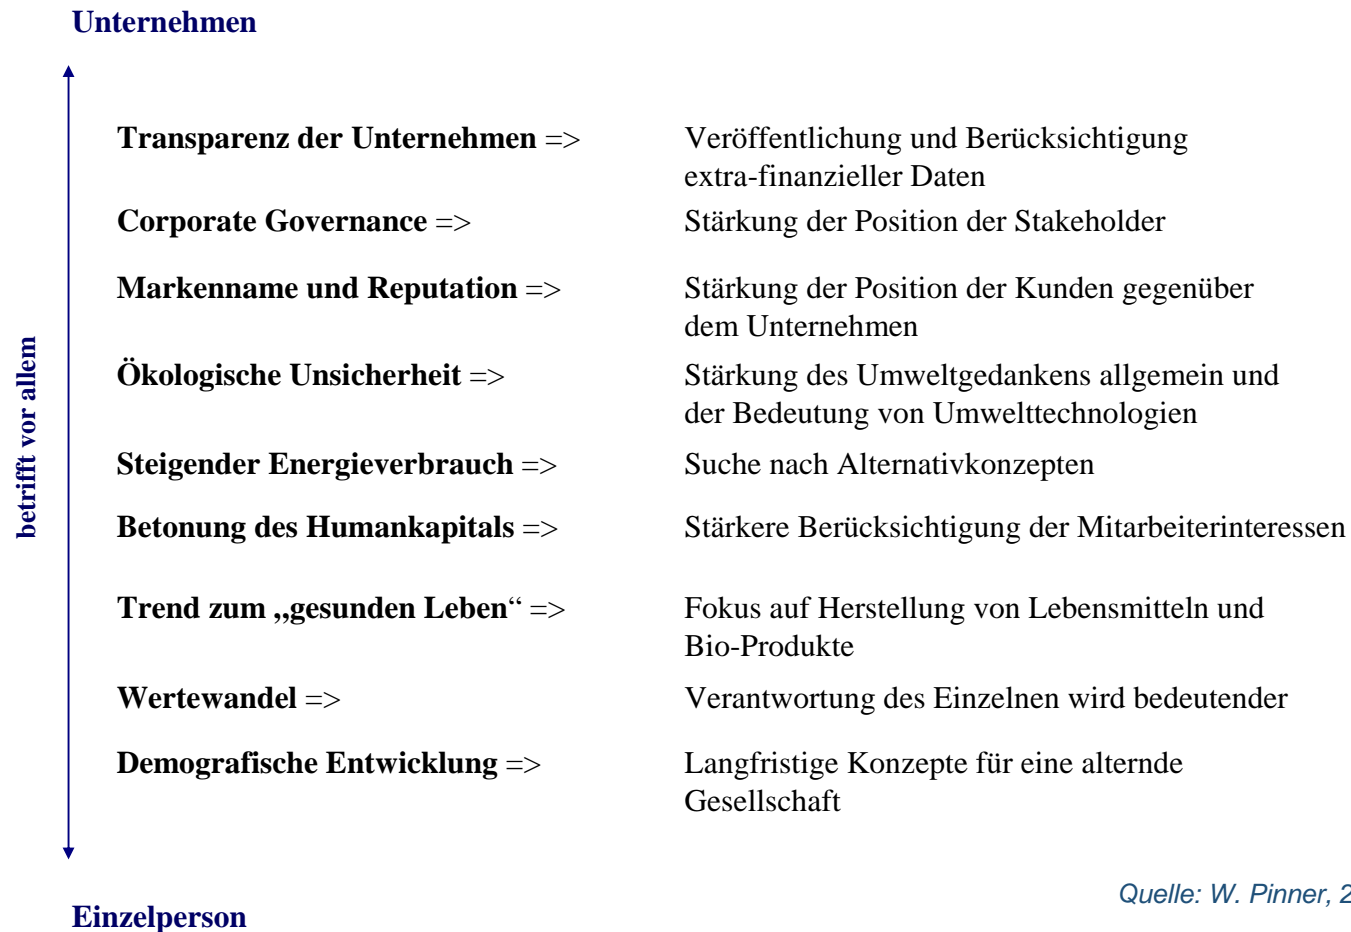 Unternehmen
Transparenz der Unternehmen => Veröffentlichung und Berücksichtigung
extra-finanzieller Daten
Corporate Governance => Stärkung der Position der Stakeholder
Markenname und Reputation => Stärkung der Position der Kunden gegenüber
dem Unternehmen
Ökologische Unsicherheit => Stärkung des Umweltgedankens allgemein und
der Bedeutung von Umwelttechnologien
Steigender Energieverbrauch => Suche nach Alternativkonzepten
Betonung des Humankapitals => Stärkere Berücksichtigung der Mitarbeiterinteressen
Trend zum „gesunden Leben“ => Fokus auf Herstellung von Lebensmitteln und
Bio-Produkte
Wertewandel => Verantwortung des Einzelnen wird bedeutender
Demografische Entwicklung => Langfristige Konzepte für eine alternde
Gesellschaft
betrifft vor allem
Einzelperson
Quelle: W. Pinner, 2